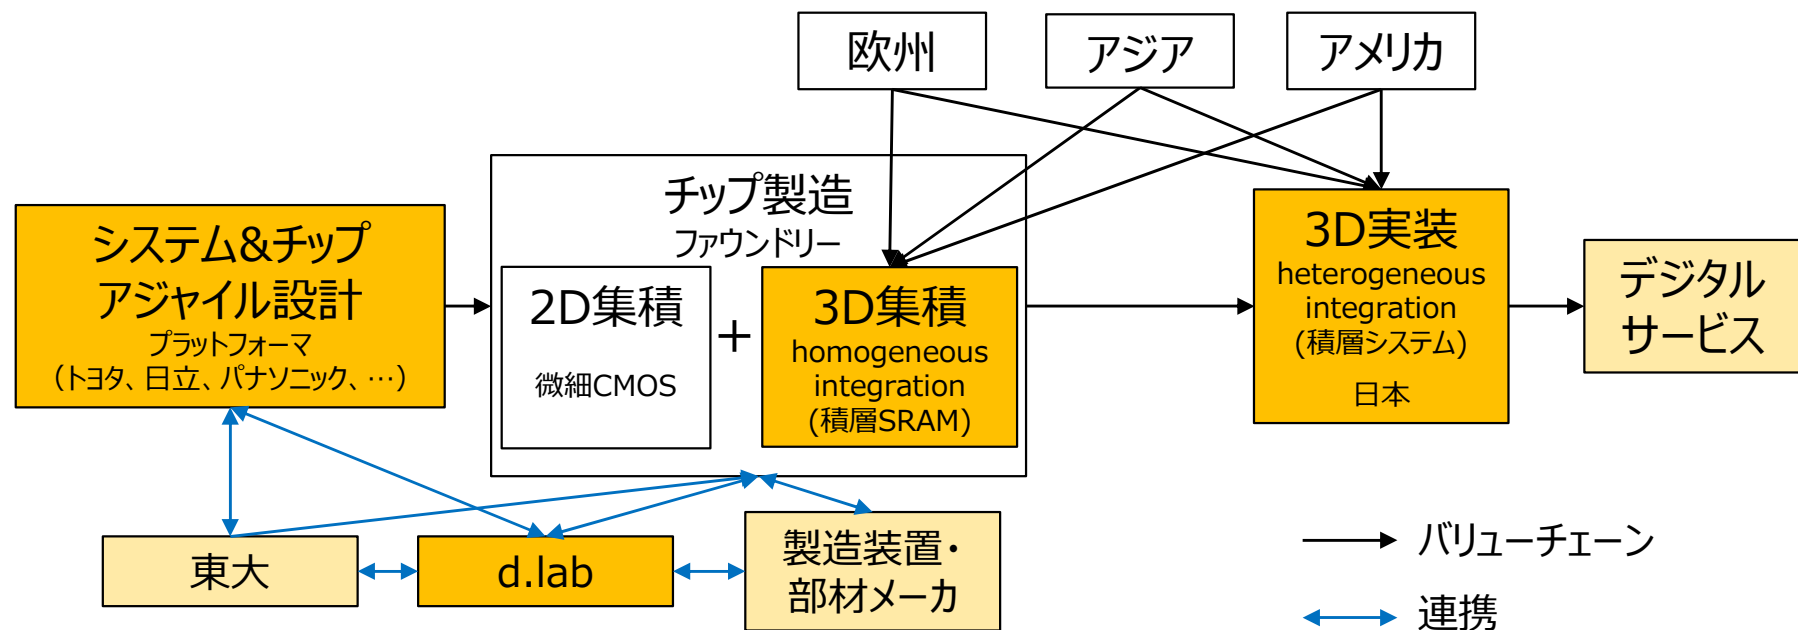 欧州
アジア
アメリカ
チップ製造
ファウンドリー
システム&チップ
アジャイル設計
プラットフォーマ
（トヨタ、日立、パナソニック、…）
2D集積
微細CMOS
+
3D集積
homogeneous
integration
(積層SRAM)
3D実装
heterogeneous
integration
(積層システム)
日本
デジタル
サービス
東大
d.lab
製造装置・
部材メーカ
バリューチェーン
連携